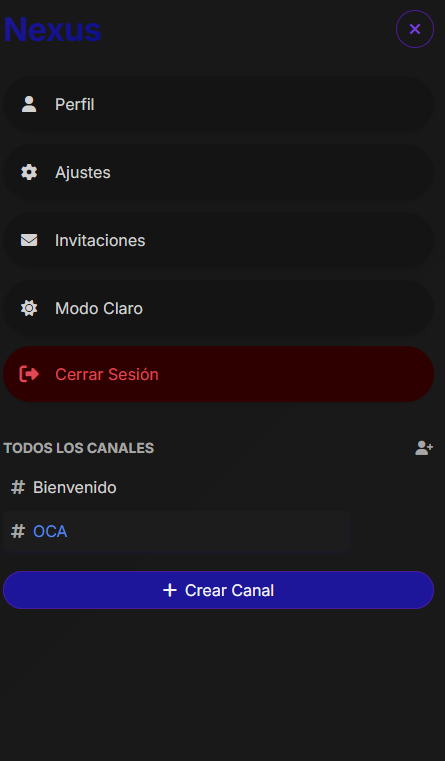 Nexus
Perfil
Ajustes
Invitaciones
Modo Claro
Cerrar Sesión
TODOS LOS CANALES
# Bienvenido
# OCA
+ Crear Canal